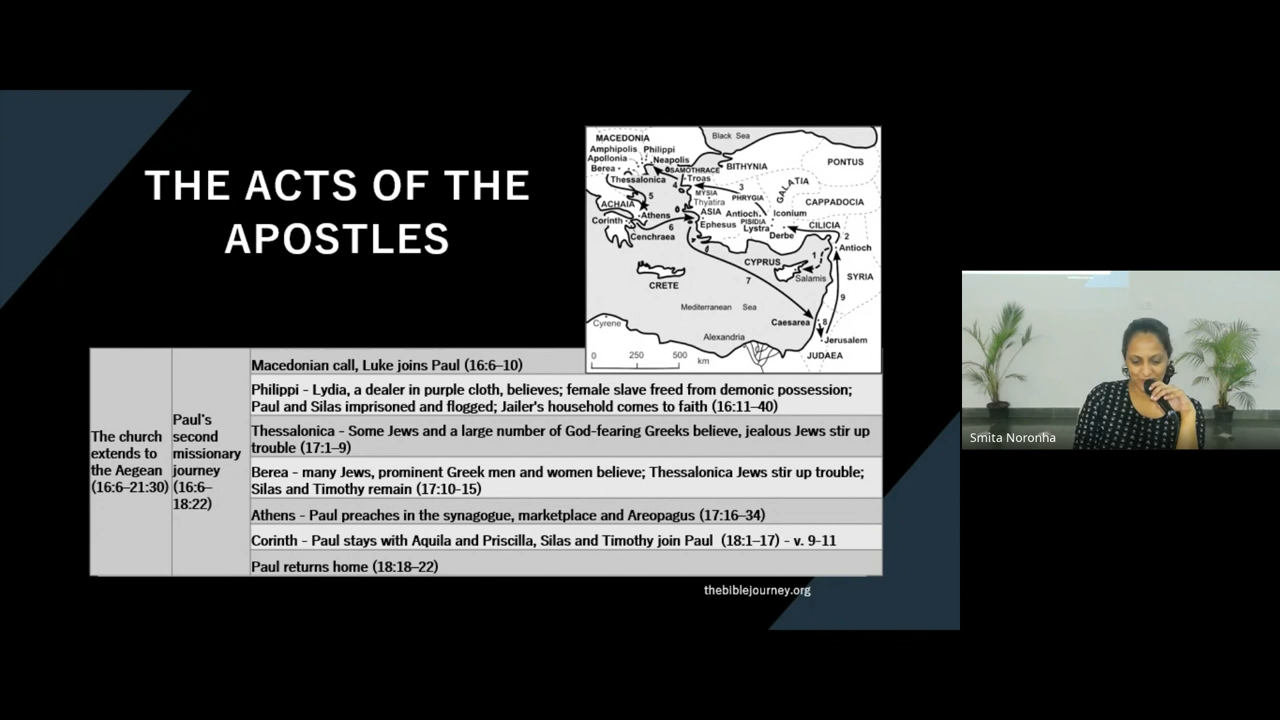 THE ACTS OF THE
APOSTLES
MACEDONIA
Black Sea
Amphipolis Philippi
Apollonia
Neapolis
Berea
SAMOTHRACE
BITHYNIA
PONTUS
Thessalonica
Troas
4
3
GALATIA
MYSIA
PHRYGIA
5
Thyatira
CAPPADOCIA
ACHAIA
ASIA
Antioch
Iconium
Athens
PISIDIA
Corinth
6
Ephesus
Lystra
CILICIA
Cenchraea
Derbe
2
Antioch
1
CYPRUS
SYRIA
Salamis
CRETE
7
9
Mediterranean Sea
Cyrene
Caesarea
8
Alexandria
Jerusalem
0 250 500 km
JUDAEA
The church
extends to
the Aegean
(16:6–21:30)
Paul's
second
missionary
journey
(16:6–
18:22)
Macedonian call, Luke joins Paul (16:6–10)
Philippi - Lydia, a dealer in purple cloth, believes; female slave freed from demonic possession;
Paul and Silas imprisoned and flogged; Jailer's household comes to faith (16:11–40)
Thessalonica - Some Jews and a large number of God-fearing Greeks believe, jealous Jews stir up
trouble (17:1–9)
Berea - many Jews, prominent Greek men and women believe; Thessalonica Jews stir up trouble;
Silas and Timothy remain (17:10-15)
Athens - Paul preaches in the synagogue, marketplace and Areopagus (17:16–34)
Corinth - Paul stays with Aquila and Priscilla, Silas and Timothy join Paul (18:1–17) - v. 9-11
Paul returns home (18:18–22)
thebiblejourney.org
Smita Noronha